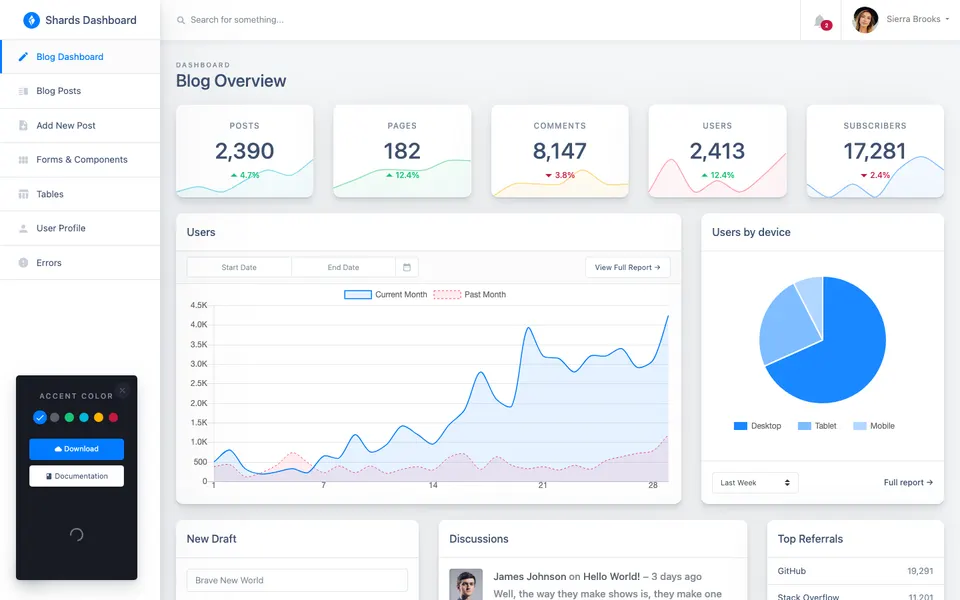 Shards Dashboard
Search for something...
2
Sierra Brooks
Blog Dashboard
Blog Posts
Add New Post
Forms & Components
Tables
User Profile
Errors
ACCENT COLOR
Download
Documentation
DASHBOARD
Blog Overview
POSTS
2,390
4.7%
PAGES
182
12.4%
COMMENTS
8,147
3.8%
USERS
2,413
12.4%
SUBSCRIBERS
17,281
2.4%
Users
Start Date
End Date
View Full Report →
Current Month
Past Month
4.5K
4.0K
3.5K
3.0K
2.5K
2.0K
1.5K
1.0K
500
0
1
7
14
21
28
Users by device
Desktop
Tablet
Mobile
Last Week
Full report →
New Draft
Brave New World
Discussions
James Johnson on Hello World! – 3 days ago
Well, the way they make shows is, they make one
Top Referrals
GitHub 19,291
Stack Overflow 11,201